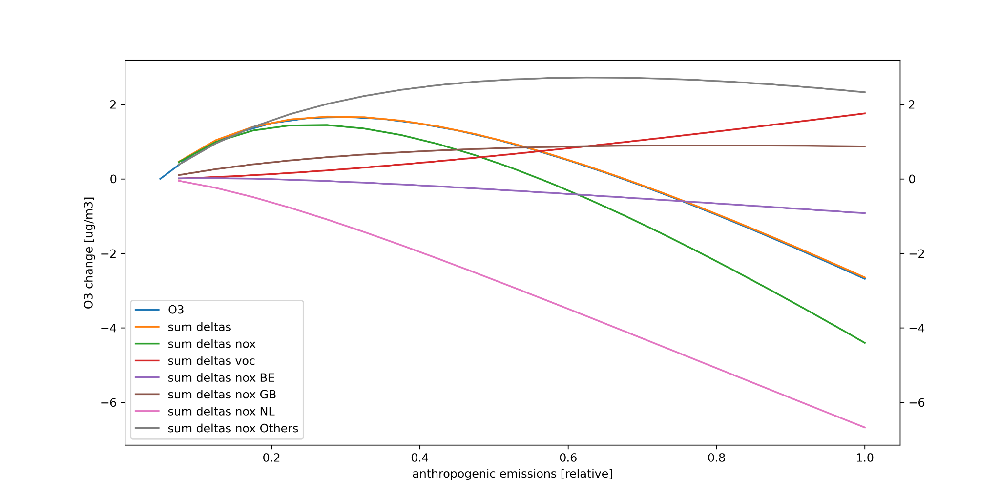 2
0
−2
−4
−6
2
0
−2
−4
−6
O3 change [ug/m3]
O3
sum deltas
sum deltas nox
sum deltas voc
sum deltas nox BE
sum deltas nox GB
sum deltas nox NL
sum deltas nox Others
0.2 0.4 0.6 0.8 1.0
anthropogenic emissions [relative]